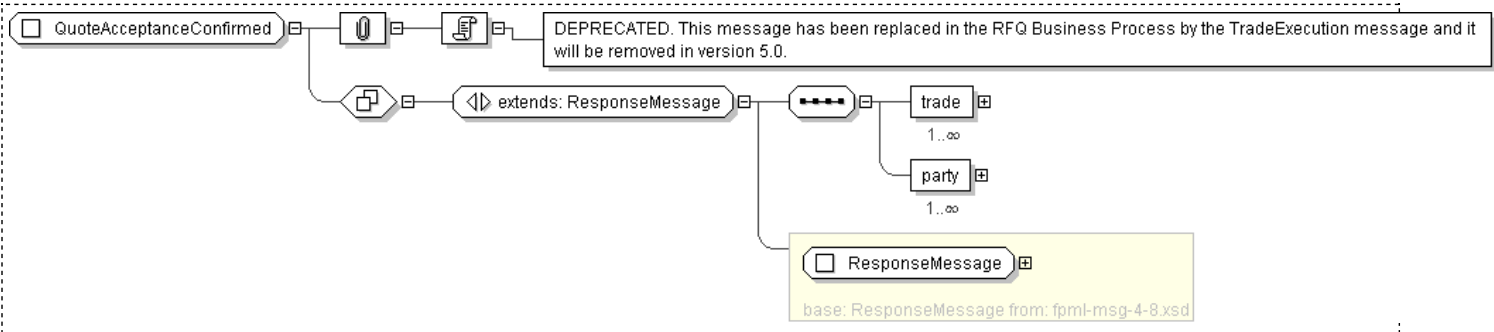 QuoteAcceptanceConfirmed
DEPRECATED. This message has been replaced in the RFQ Business Process by the TradeExecution message and it
will be removed in version 5.0.
extends: ResponseMessage
trade
1..∞
party
1..∞
ResponseMessage
base: ResponseMessage from: fpml-msg-4-8.xsd